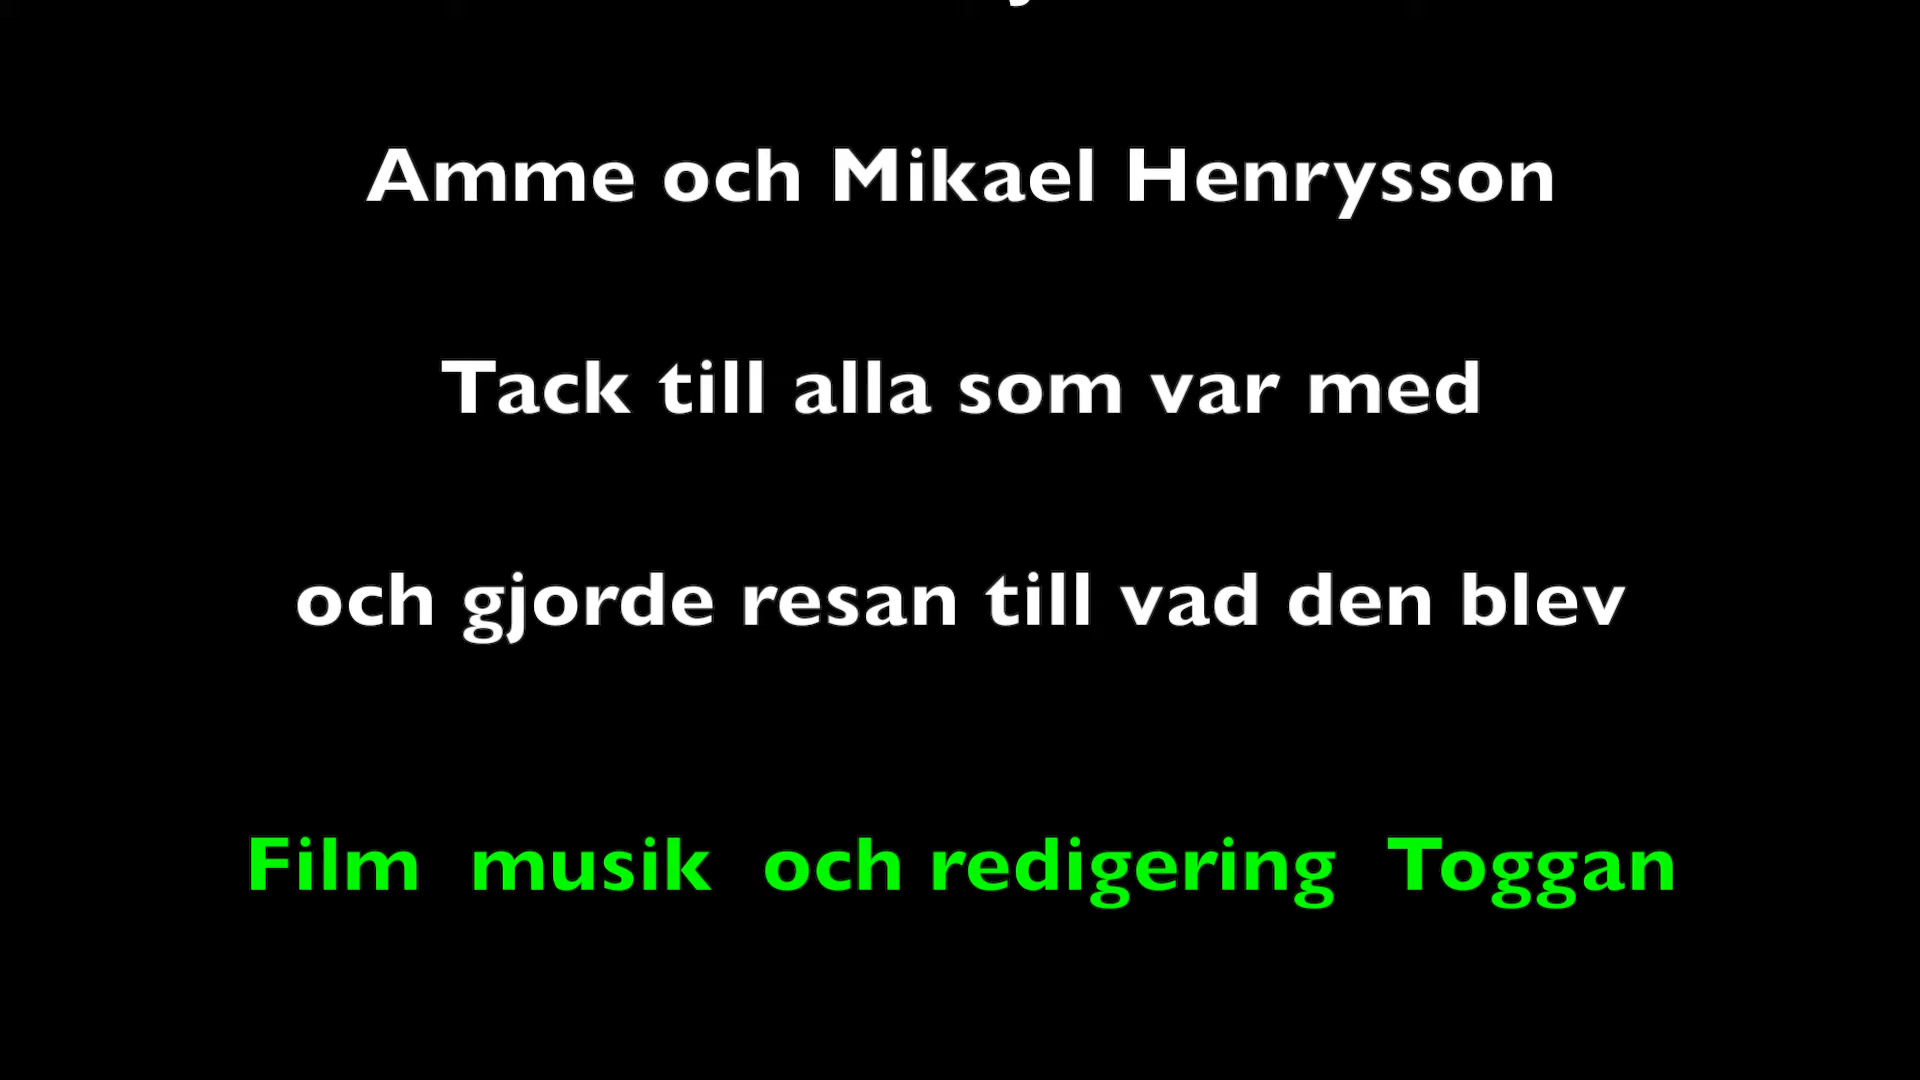 Amme och Mikael Henrysson
Tack till alla som var med
och gjorde resan till vad den blev
Film musik och redigering Toggan